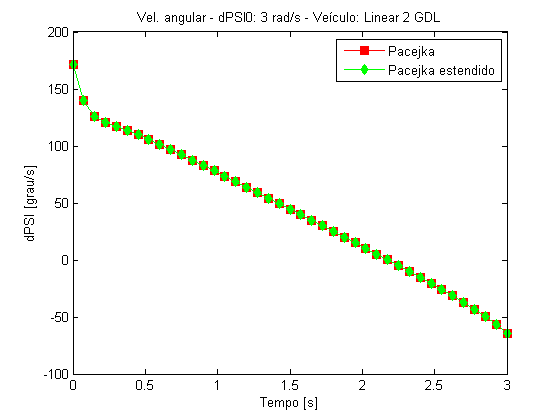 Vel. angular - dPSI0: 3 rad/s - Veículo: Linear 2 GDL
200
150
100
50
0
-50
-100
dPSI [grau/s]
Pacejka
Pacejka estendido
0 0.5 1 1.5 2 2.5 3
Tempo [s]